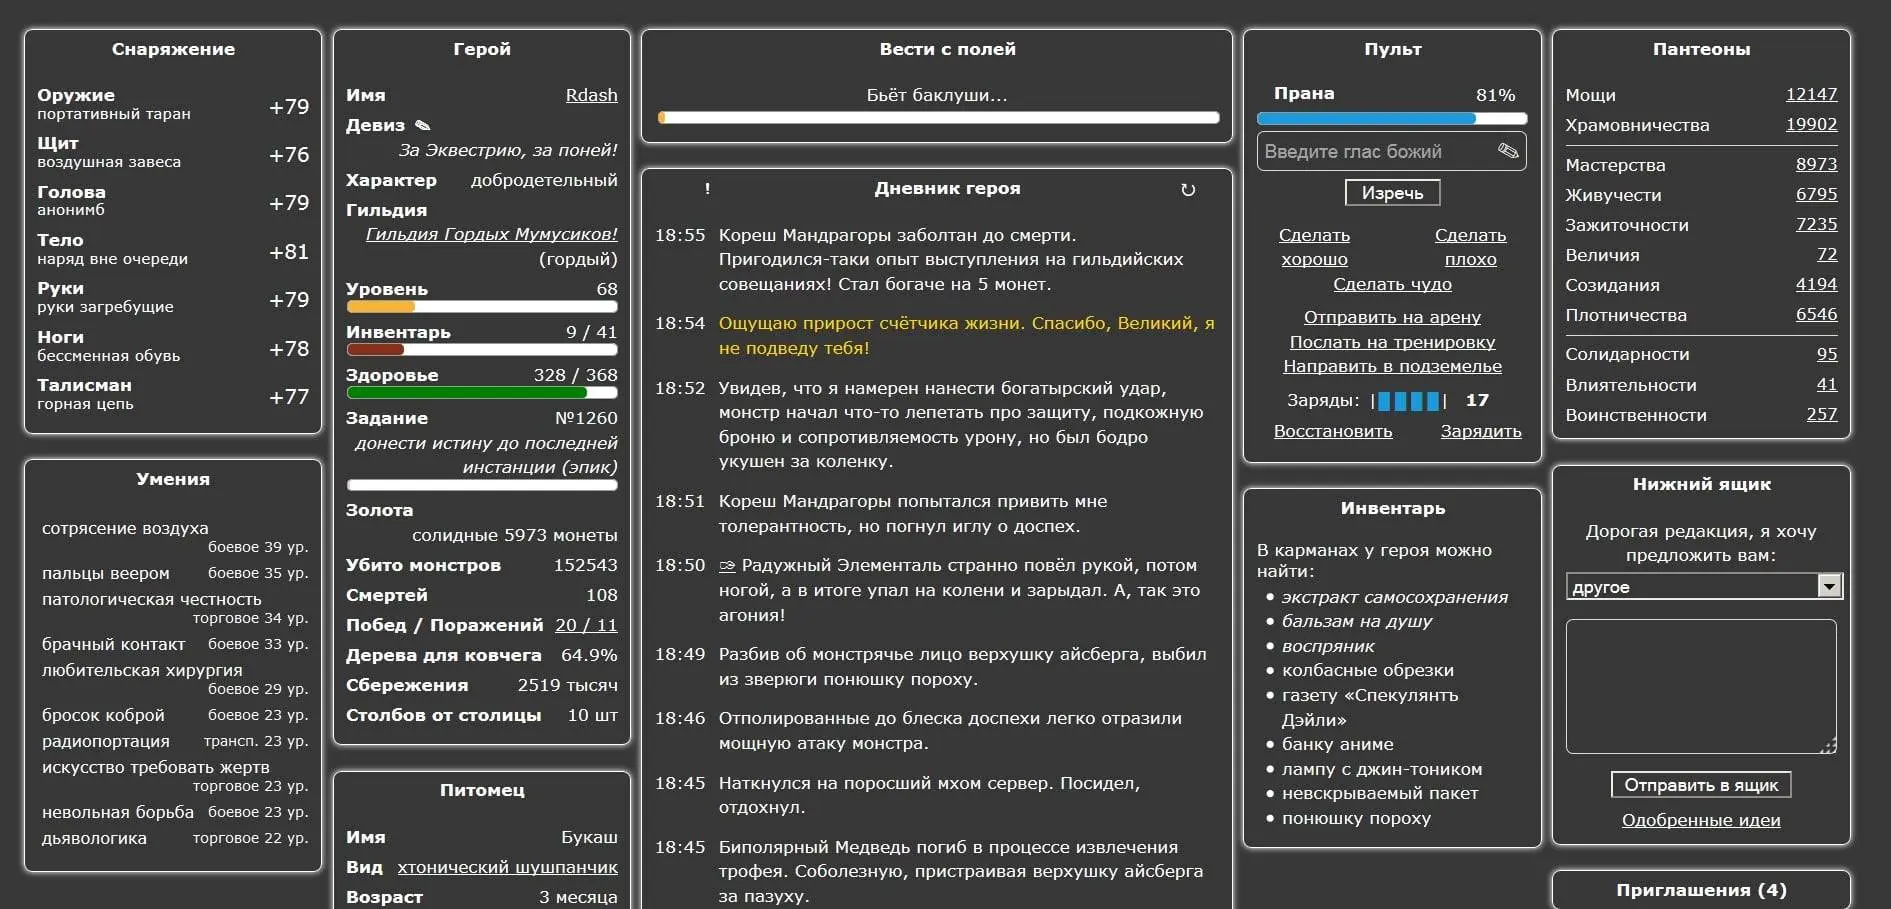 Снаряжение
Оружие
портативный таран
+79
Щит
воздушная завеса
+76
Голова
анонимб
+79
Тело
наряд вне очереди
+81
Руки
руки загребущие
+79
Ноги
бессменная обувь
+78
Талисман
горная цепь
+77
Умения
сотрясение воздуха
боевое 39 ур.
пальцы веером боевое 35 ур.
патологическая честность
торговое 34 ур.
брачный контакт боевое 33 ур.
любительская хирургия
боевое 29 ур.
бросок коброй боевое 23 ур.
радиопортация трансп. 23 ур.
искусство требовать жертв
торговое 23 ур.
невольная борьба боевое 23 ур.
дьявологика торговое 22 ур.
Герой
Имя Rdash
Девиз ✎
За Эквестрию, за поней!
Характер добродетельный
Гильдия
Гильдия Гордых Мумусиков!
(гордый)
Уровень 68
Инвентарь 9 / 41
Здоровье 328 / 368
Задание №1260
донести истину до последней
инстанции (эпик)
Золота
солидные 5973 монеты
Убито монстров 152543
Смертей 108
Побед / Поражений 20 / 11
Дерева для ковчега 64.9%
Сбережения 2519 тысяч
Столбов от столицы 10 шт
Питомец
Имя Букаш
Вид хтонический шушпанчик
Возраст 3 месяца
Вести с полей
Бьёт баклуши...
! Дневник героя ↻
18:55 Кореш Мандрагоры заболтан до смерти.
Пригодился-таки опыт выступления на гильдийских
совещаниях! Стал богаче на 5 монет.
18:54 Ощущаю прирост счётчика жизни. Спасибо, Великий, я
не подведу тебя!
18:52 Увидев, что я намерен нанести богатырский удар,
монстр начал что-то лепетать про защиту, подкожную
броню и сопротивляемость урону, но был бодро
укушен за коленку.
18:51 Кореш Мандрагоры попытался привить мне
толерантность, но погнул иглу о доспех.
18:50 ➱ Радужный Элементаль странно повёл рукой, потом
ногой, а в итоге упал на колени и зарыдал. А, так это
агония!
18:49 Разбив об монстрячье лицо верхушку айсберга, выбил
из зверюги понюшку пороху.
18:46 Отполированные до блеска доспехи легко отразили
мощную атаку монстра.
18:45 Наткнулся на поросший мхом сервер. Посидел,
отдохнул.
18:45 Биполярный Медведь погиб в процессе извлечения
трофея. Соболезную, пристраивая верхушку айсберга
за пазуху.
Пульт
Прана 81%
Введите глас божий ✎
Изречь
Сделать
хорошо
Сделать
плохо
Сделать чудо
Отправить на арену
Послать на тренировку
Направить в подземелье
Заряды: 17
Восстановить Зарядить
Инвентарь
В карманах у героя можно
найти:
• экстракт самосохранения
• бальзам на душу
• воспряник
• колбасные обрезки
• газету «Спекулянтъ
Дэйли»
• банку аниме
• лампу с джин-тоником
• невскрываемый пакет
• понюшку пороху
Пантеоны
Мощи 12147
Храмовничества 19902
Мастерства 8973
Живучести 6795
Зажиточности 7235
Величия 72
Созидания 4194
Плотничества 6546
Солидарности 95
Влиятельности 41
Воинственности 257
Нижний ящик
Дорогая редакция, я хочу
предложить вам:
другое
Отправить в ящик
Одобренные идеи
Приглашения (4)